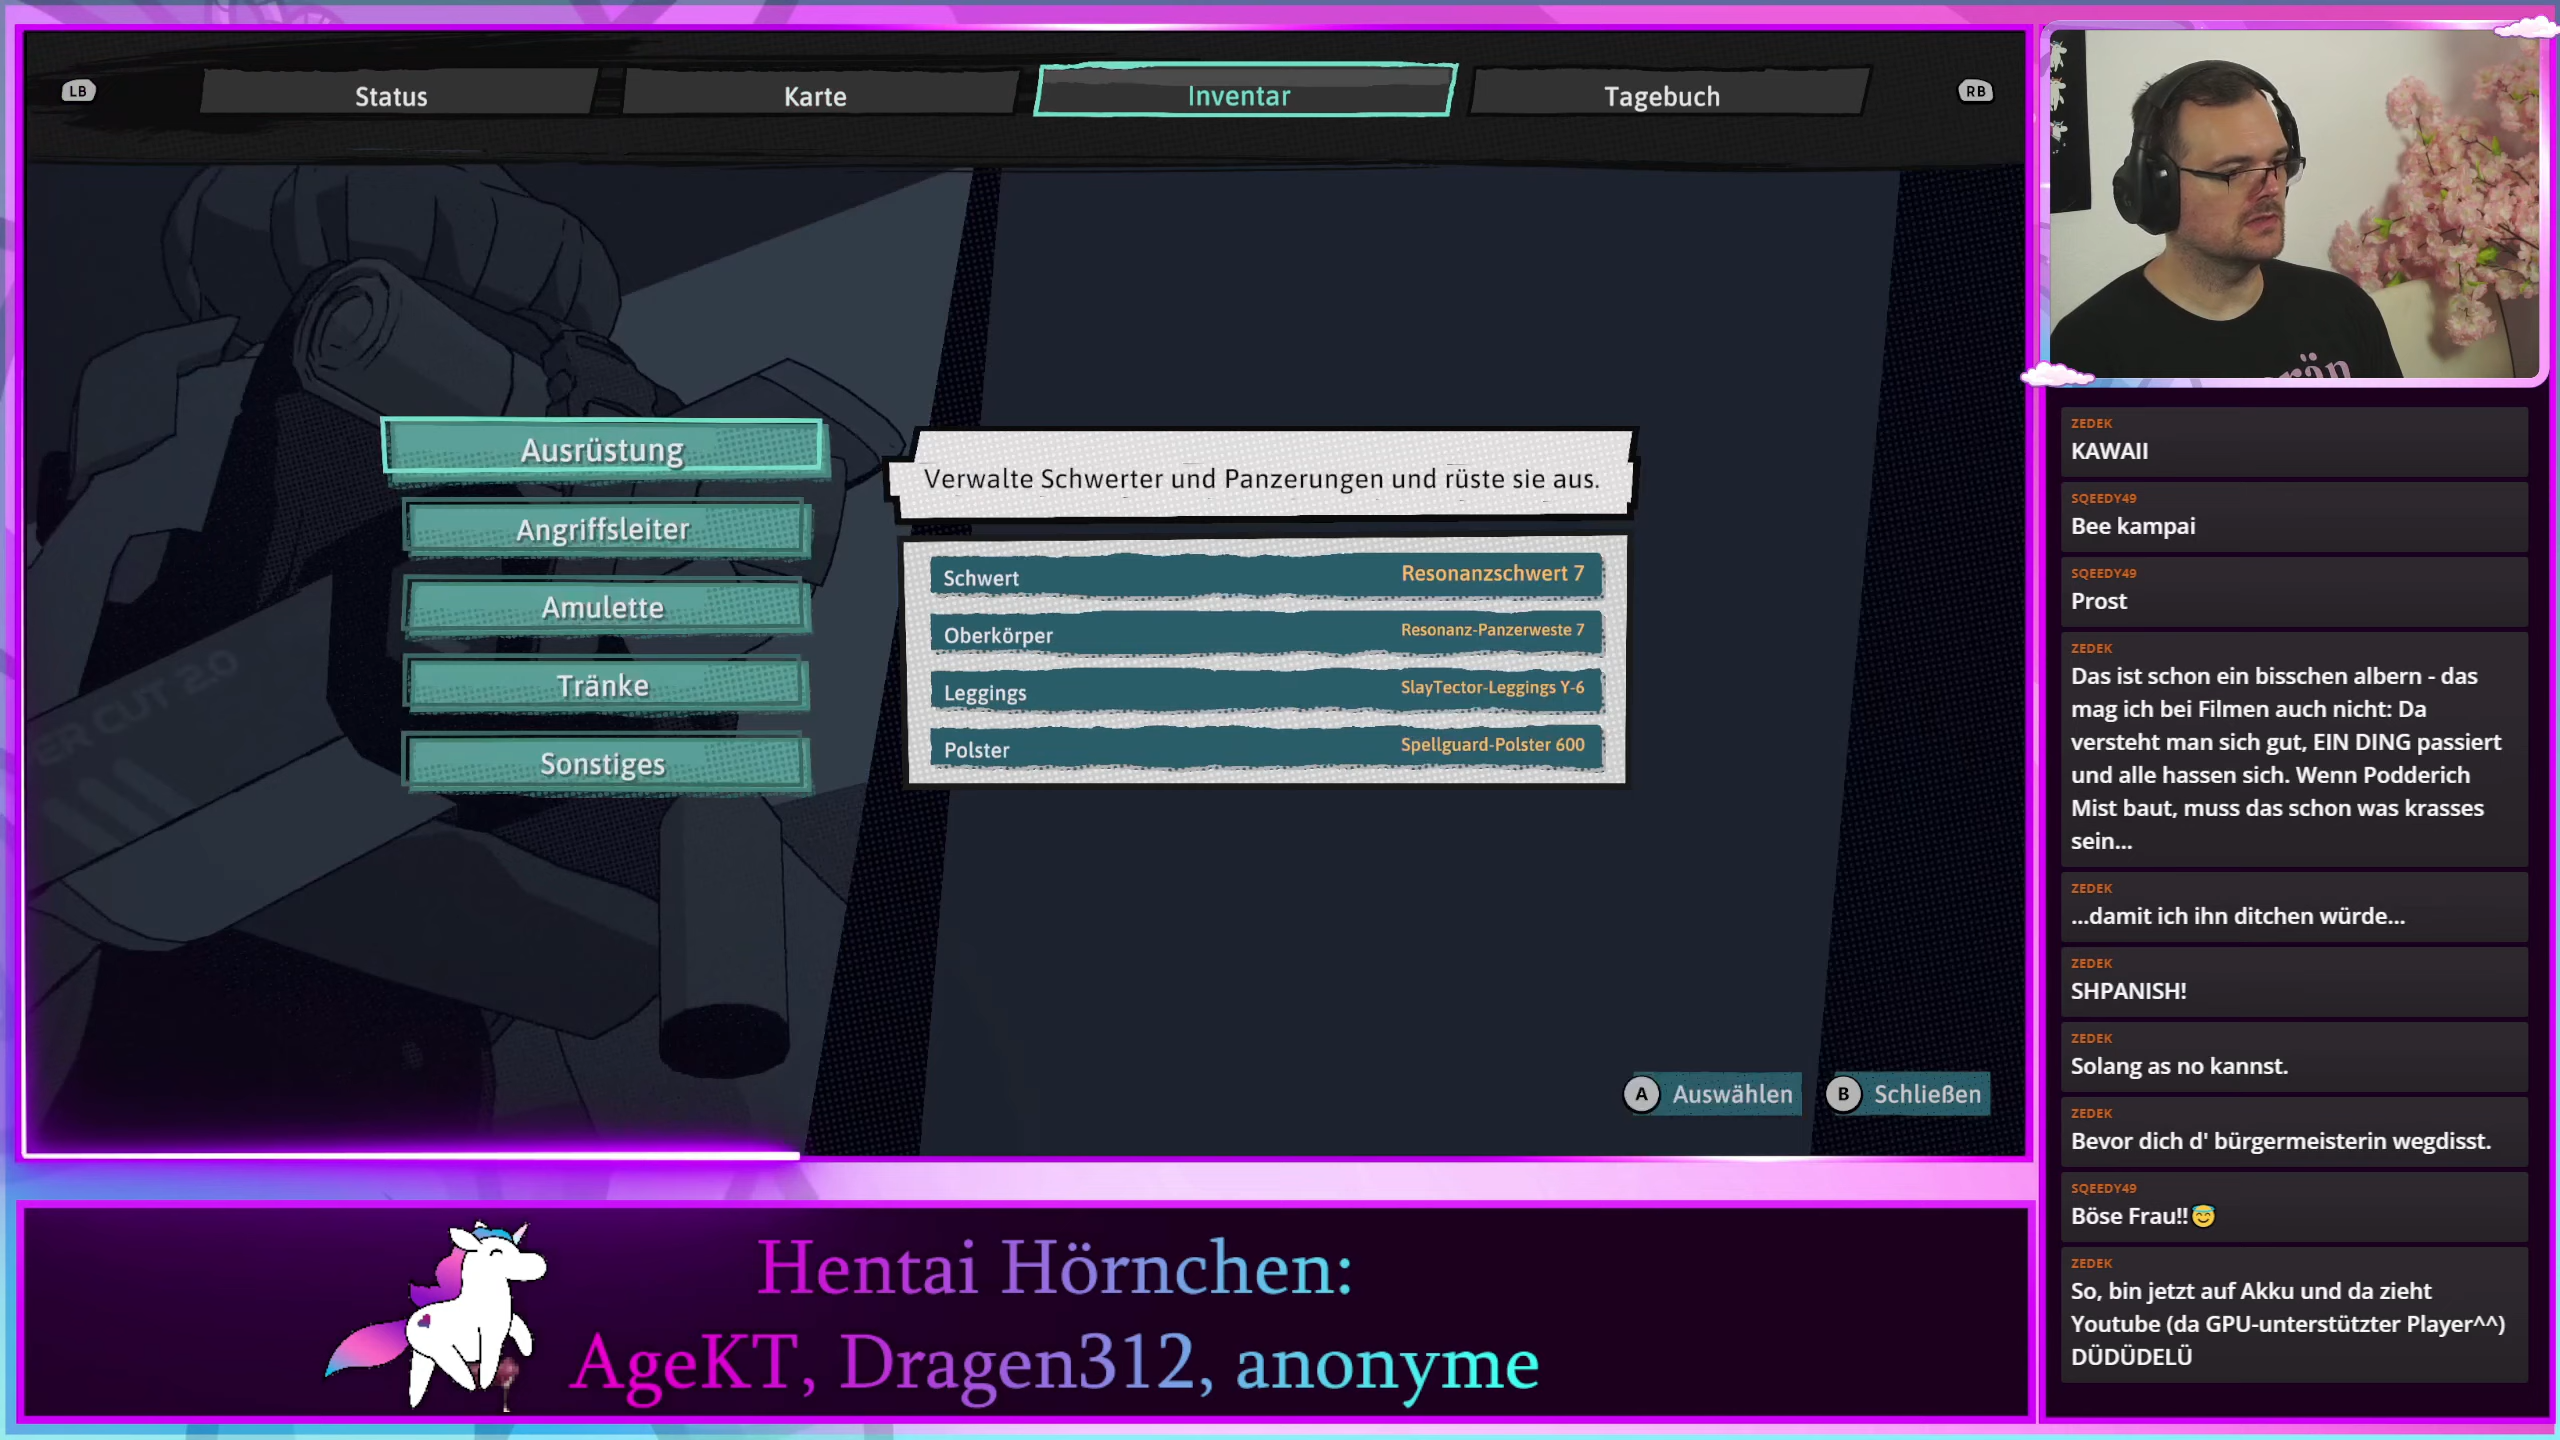 LB
Status
Karte
Inventar
Tagebuch
RB
Ausrüstung
Angriffsleiter
Amulette
Tränke
Sonstiges
ER CUT 2.0
Verwalte Schwerter und Panzerungen und rüste sie aus.
Schwert Resonanzschwert 7
Oberkörper Resonanz-Panzerweste 7
Leggings SlayTector-Leggings Y-6
Polster Spellguard-Polster 600
A Auswählen
B Schließen
Hentai Hörnchen:
AgeKT, Dragen312, anonyme
rän
ZEDEK
KAWAII
SQEEDY49
Bee kampai
SQEEDY49
Prost
ZEDEK
Das ist schon ein bisschen albern - das
mag ich bei Filmen auch nicht: Da
versteht man sich gut, EIN DING passiert
und alle hassen sich. Wenn Podderich
Mist baut, muss das schon was krasses
sein...
ZEDEK
...damit ich ihn ditchen würde...
ZEDEK
SHPANISH!
ZEDEK
Solang as no kannst.
ZEDEK
Bevor dich d' bürgermeisterin wegdisst.
SQEEDY49
Böse Frau!!😇
ZEDEK
So, bin jetzt auf Akku und da zieht
Youtube (da GPU-unterstützter Player^^)
DÜDÜDELÜ